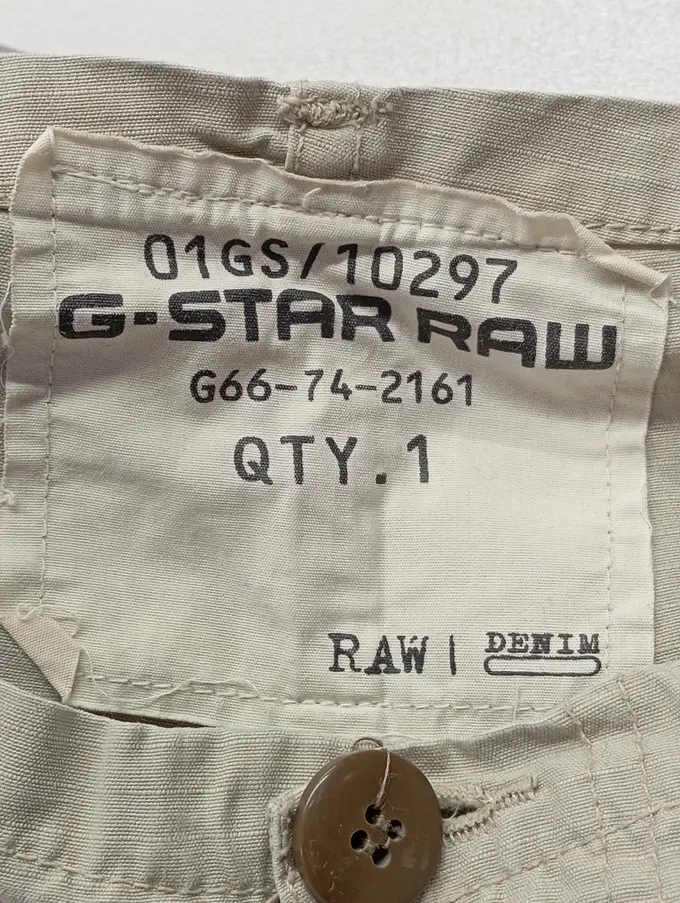 01GS/10297
G-STAR RAW
G66-74-2161
QTY.1
RAW | DENIM